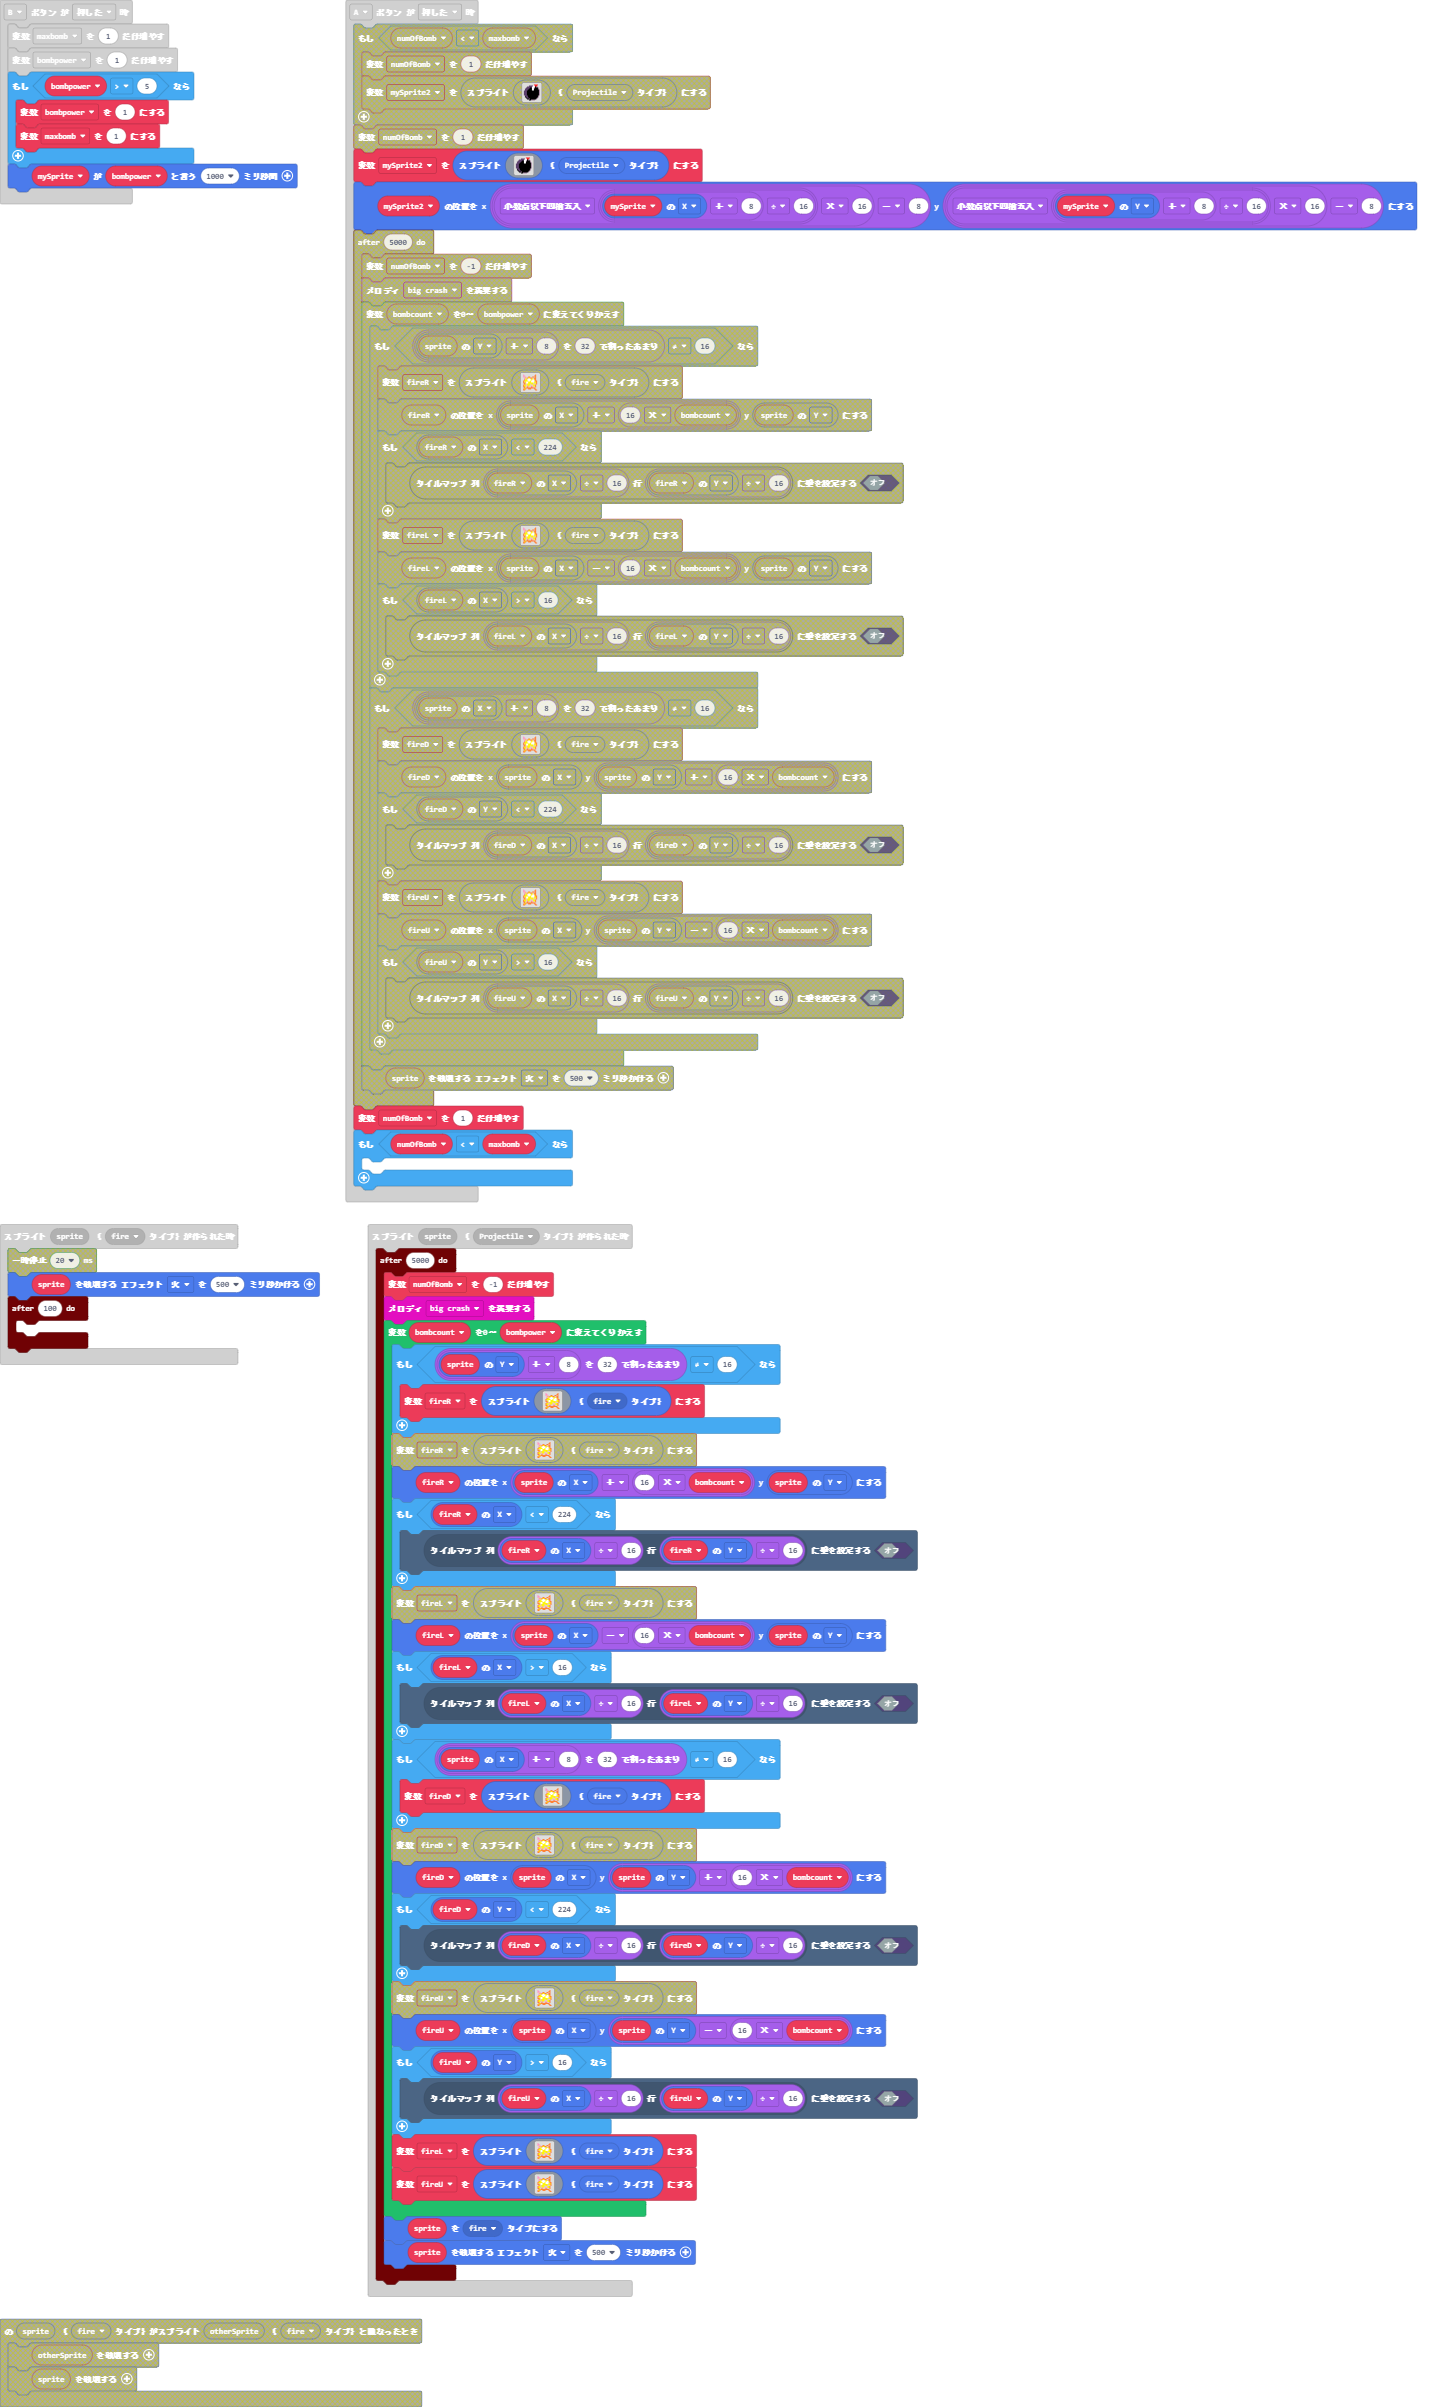 B ボタン が 押した 時
変数 maxbomb を 1 だけ増やす
変数 bombpower を 1 だけ増やす
もし bombpower > 5 なら
変数 bombpower を 1 にする
変数 maxbomb を 1 にする
mySprite が bombpower と言う 1000 ミリ秒間
A ボタン が 押した 時
もし numOfBomb < maxbomb なら
変数 numOfBomb を 1 だけ増やす
変数 mySprite2 を スプライト ( Projectile タイプ) にする
変数 numOfBomb を 1 だけ増やす
変数 mySprite2 を スプライト ( Projectile タイプ) にする
mySprite2 の位置を x 小数点以下四捨五入 mySprite の X + 8 ÷ 16 × 16 − 8 y 小数点以下四捨五入 mySprite の Y + 8 ÷ 16 × 16 − 8 にする
after 5000 do
変数 numOfBomb を -1 だけ増やす
メロディ big crash を演奏する
変数 bombcount を0〜 bombpower に変えてくりかえす
もし sprite の Y + 8 を 32 で割ったあまり ≠ 16 なら
変数 fireR を スプライト ( fire タイプ) にする
fireR の位置を x sprite の X + 16 × bombcount y sprite の Y にする
もし fireR の X < 224 なら
タイルマップ 列 fireR の X ÷ 16 行 fireR の Y ÷ 16 に壁を設定する オフ
変数 fireL を スプライト ( fire タイプ) にする
fireL の位置を x sprite の X − 16 × bombcount y sprite の Y にする
もし fireL の X > 16 なら
タイルマップ 列 fireL の X ÷ 16 行 fireL の Y ÷ 16 に壁を設定する オフ
もし sprite の X + 8 を 32 で割ったあまり ≠ 16 なら
変数 fireD を スプライト ( fire タイプ) にする
fireD の位置を x sprite の X y sprite の Y + 16 × bombcount にする
もし fireD の Y < 224 なら
タイルマップ 列 fireD の X ÷ 16 行 fireD の Y ÷ 16 に壁を設定する オフ
変数 fireU を スプライト ( fire タイプ) にする
fireU の位置を x sprite の X y sprite の Y − 16 × bombcount にする
もし fireU の Y > 16 なら
タイルマップ 列 fireU の X ÷ 16 行 fireU の Y ÷ 16 に壁を設定する オフ
sprite を破壊する エフェクト 火 を 500 ミリ秒かける
変数 numOfBomb を 1 だけ増やす
もし numOfBomb < maxbomb なら
スプライト sprite ( fire タイプ) が作られた時
一時停止 20 ms
sprite を破壊する エフェクト 火 を 500 ミリ秒かける
after 100 do
スプライト sprite ( Projectile タイプ) が作られた時
after 5000 do
変数 numOfBomb を -1 だけ増やす
メロディ big crash を演奏する
変数 bombcount を0〜 bombpower に変えてくりかえす
もし sprite の Y + 8 を 32 で割ったあまり ≠ 16 なら
変数 fireR を スプライト ( fire タイプ) にする
変数 fireR を スプライト ( fire タイプ) にする
fireR の位置を x sprite の X + 16 × bombcount y sprite の Y にする
もし fireR の X < 224 なら
タイルマップ 列 fireR の X ÷ 16 行 fireR の Y ÷ 16 に壁を設定する オフ
変数 fireL を スプライト ( fire タイプ) にする
fireL の位置を x sprite の X − 16 × bombcount y sprite の Y にする
もし fireL の X > 16 なら
タイルマップ 列 fireL の X ÷ 16 行 fireL の Y ÷ 16 に壁を設定する オフ
もし sprite の X + 8 を 32 で割ったあまり ≠ 16 なら
変数 fireD を スプライト ( fire タイプ) にする
変数 fireD を スプライト ( fire タイプ) にする
fireD の位置を x sprite の X y sprite の Y + 16 × bombcount にする
もし fireD の Y < 224 なら
タイルマップ 列 fireD の X ÷ 16 行 fireD の Y ÷ 16 に壁を設定する オフ
変数 fireU を スプライト ( fire タイプ) にする
fireU の位置を x sprite の X y sprite の Y − 16 × bombcount にする
もし fireU の Y > 16 なら
タイルマップ 列 fireU の X ÷ 16 行 fireU の Y ÷ 16 に壁を設定する オフ
変数 fireL を スプライト ( fire タイプ) にする
変数 fireU を スプライト ( fire タイプ) にする
sprite を fire タイプにする
sprite を破壊する エフェクト 火 を 500 ミリ秒かける
の sprite ( fire タイプ) がスプライト otherSprite ( fire タイプ) と重なったとき
otherSprite を破壊する
sprite を破壊する